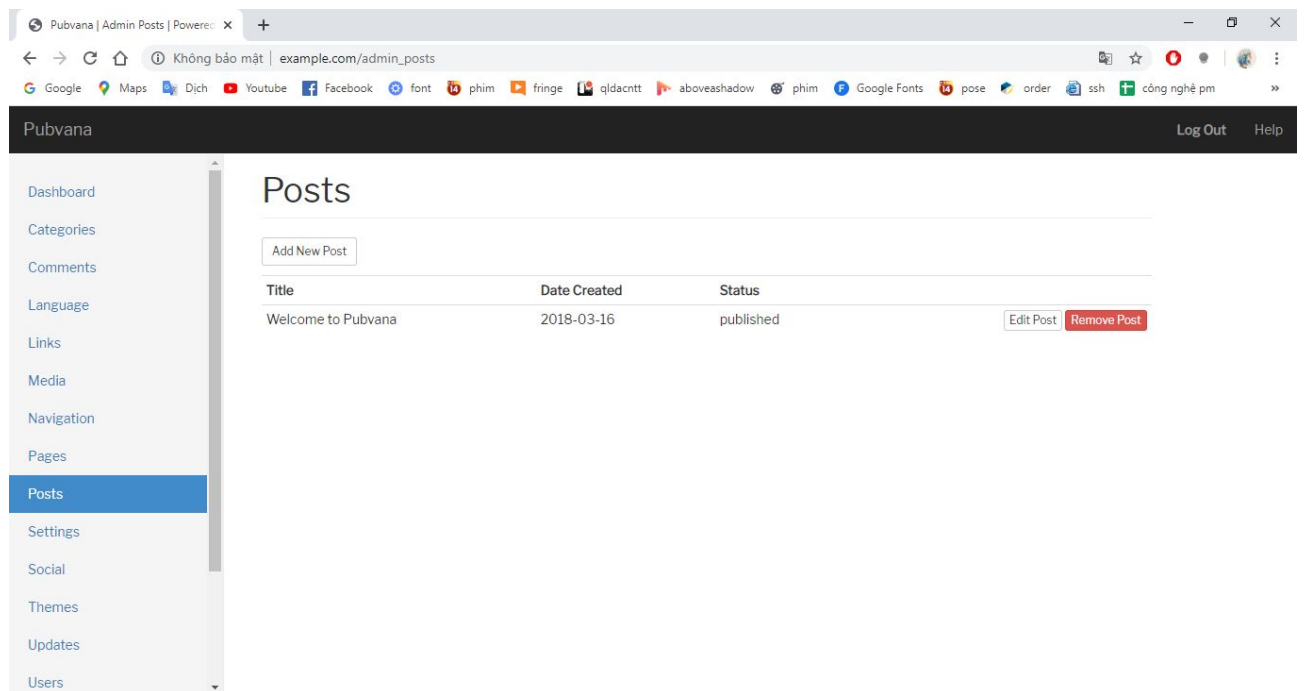 Pubvana | Admin Posts | Powerec
Không bảo mật | example.com/admin_posts
Google Maps Dịch Youtube Facebook font phim fringe qldacntt aboveashadow phim Google Fonts pose order ssh công nghệ pm »
Pubvana Log Out Help
Dashboard
Categories
Comments
Language
Links
Media
Navigation
Pages
Posts
Settings
Social
Themes
Updates
Users
Posts
Add New Post
Title Date Created Status
Welcome to Pubvana 2018-03-16 published Edit Post Remove Post